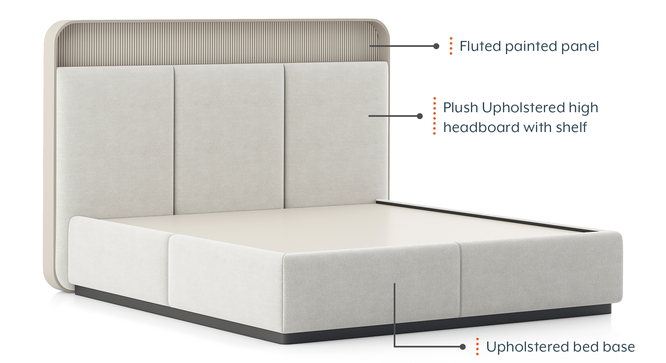 Fluted painted panel
Plush Upholstered high
headboard with shelf
Upholstered bed base